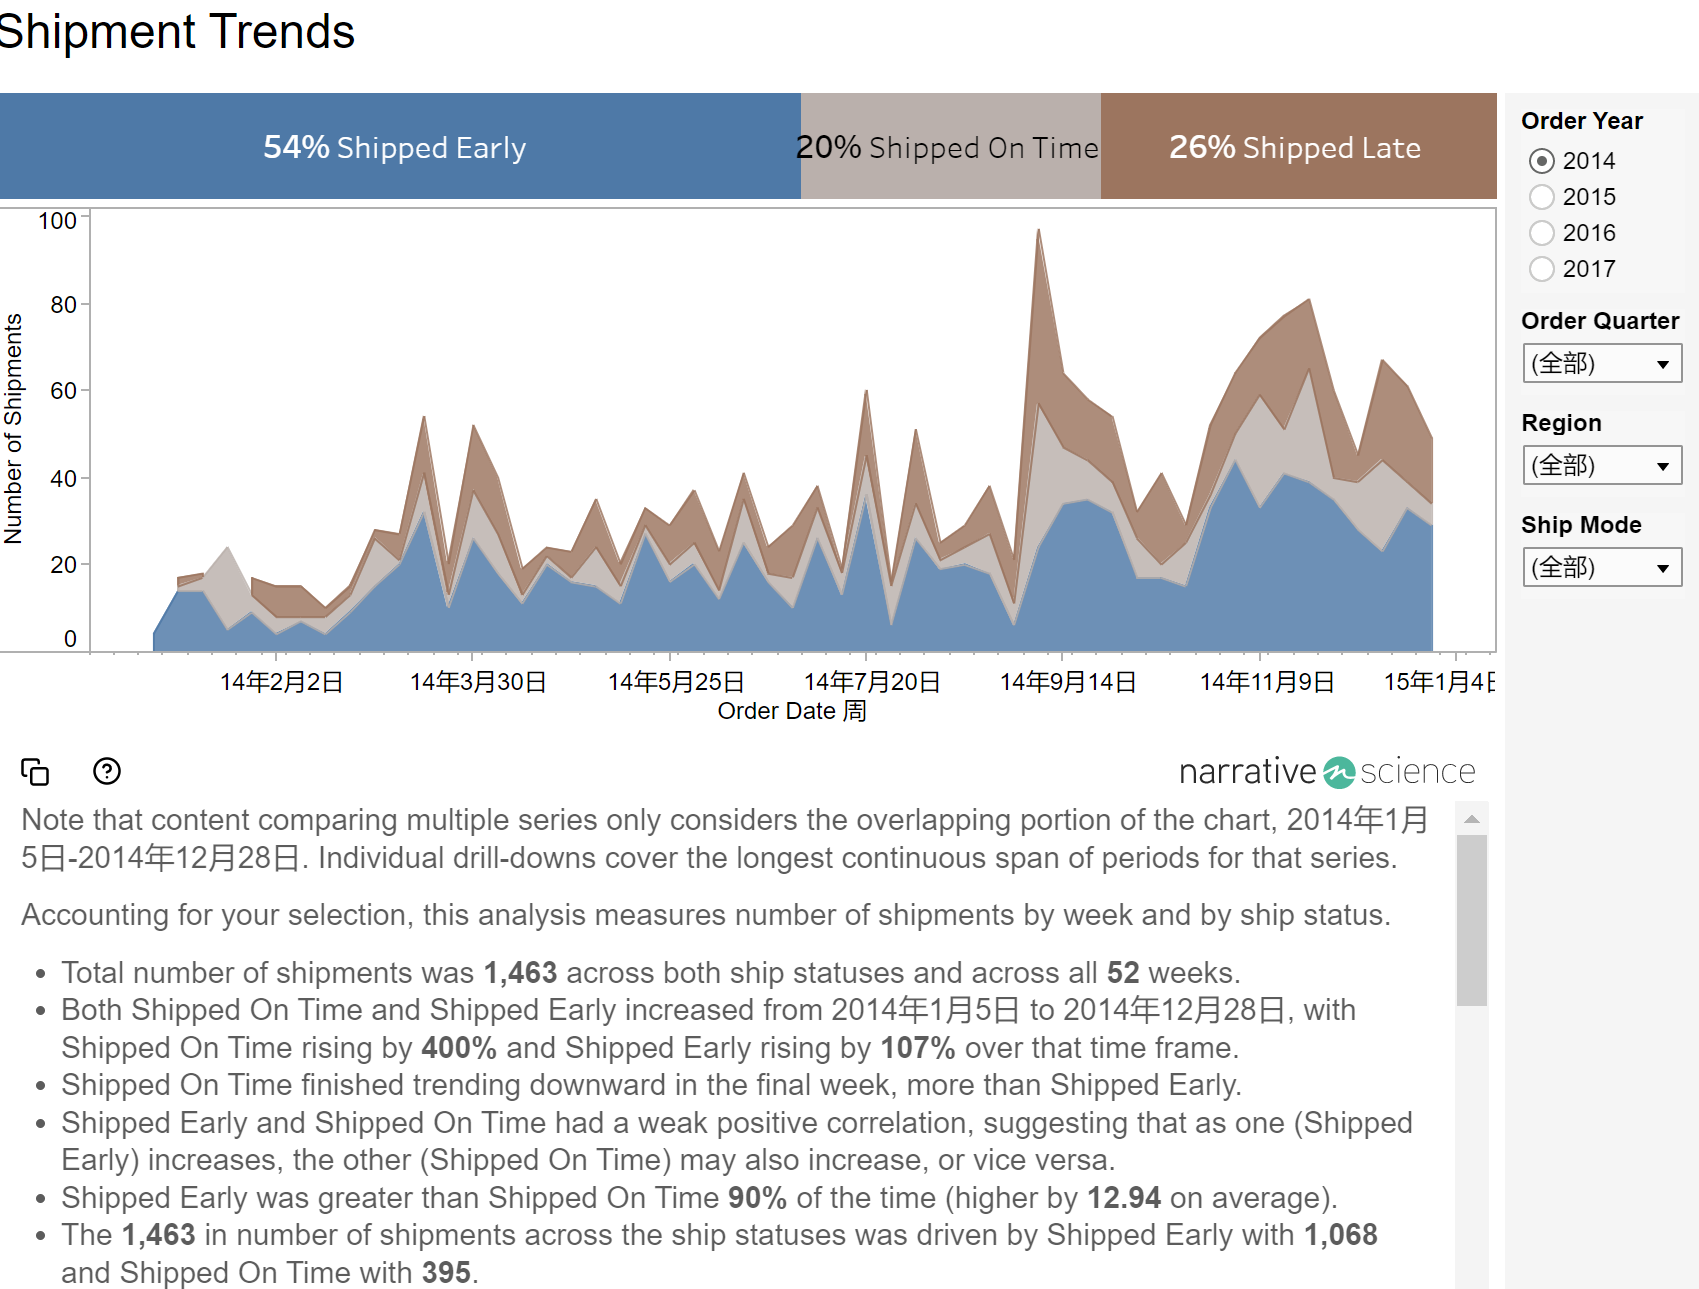 Shipment Trends
54% Shipped Early
20% Shipped On Time
26% Shipped Late
Order Year
2014
2015
2016
2017
Order Quarter
(全部)
Region
(全部)
Ship Mode
(全部)
Number of Shipments
100
80
60
40
20
0
14年2月2日
14年3月30日
14年5月25日
14年7月20日
14年9月14日
14年11月9日
15年1月4日
Order Date 周
narrative science
Note that content comparing multiple series only considers the overlapping portion of the chart, 2014年1月
5日-2014年12月28日. Individual drill-downs cover the longest continuous span of periods for that series.
Accounting for your selection, this analysis measures number of shipments by week and by ship status.
• Total number of shipments was 1,463 across both ship statuses and across all 52 weeks.
• Both Shipped On Time and Shipped Early increased from 2014年1月5日 to 2014年12月28日, with
Shipped On Time rising by 400% and Shipped Early rising by 107% over that time frame.
• Shipped On Time finished trending downward in the final week, more than Shipped Early.
• Shipped Early and Shipped On Time had a weak positive correlation, suggesting that as one (Shipped
Early) increases, the other (Shipped On Time) may also increase, or vice versa.
• Shipped Early was greater than Shipped On Time 90% of the time (higher by 12.94 on average).
• The 1,463 in number of shipments across the ship statuses was driven by Shipped Early with 1,068
and Shipped On Time with 395.